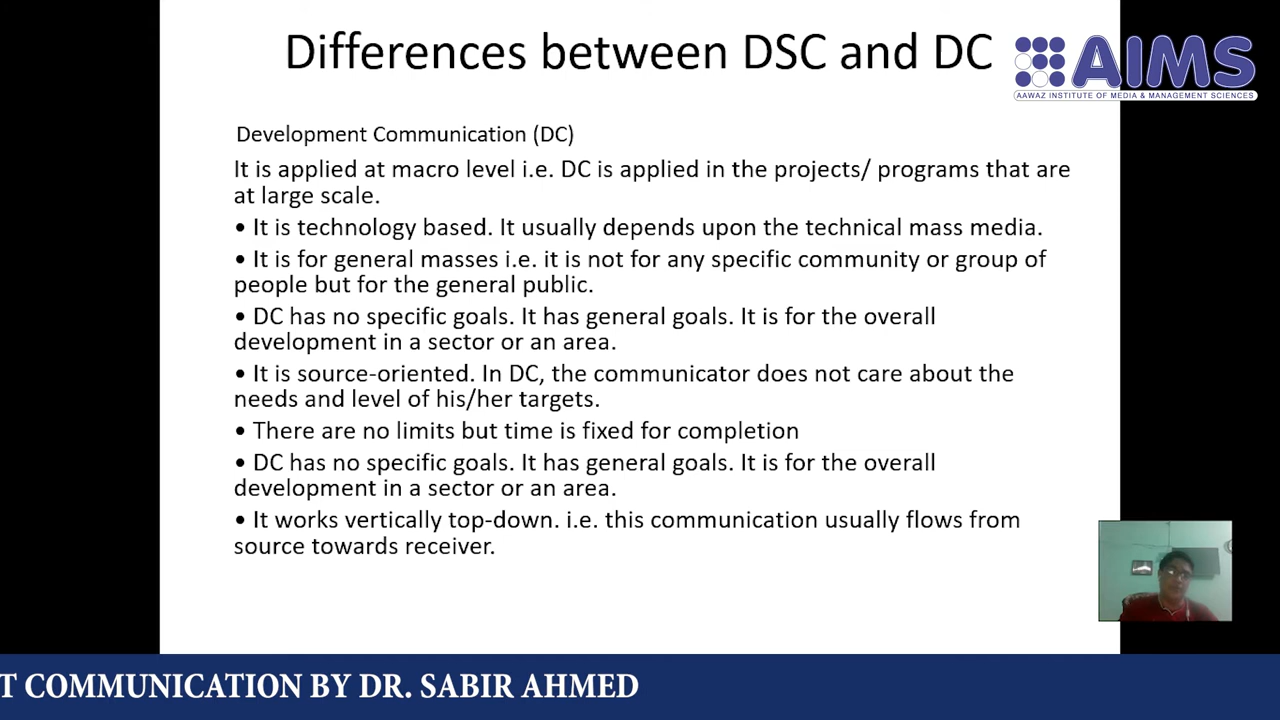 Differences between DSC and DC
AIMS
AAWAZ INSTITUTE OF MEDIA & MANAGEMENT SCIENCES
Development Communication (DC)
It is applied at macro level i.e. DC is applied in the projects/ programs that are
at large scale.
• It is technology based. It usually depends upon the technical mass media.
• It is for general masses i.e. it is not for any specific community or group of
people but for the general public.
• DC has no specific goals. It has general goals. It is for the overall
development in a sector or an area.
• It is source-oriented. In DC, the communicator does not care about the
needs and level of his/her targets.
• There are no limits but time is fixed for completion
• DC has no specific goals. It has general goals. It is for the overall
development in a sector or an area.
• It works vertically top-down. i.e. this communication usually flows from
source towards receiver.
T COMMUNICATION BY DR. SABIR AHMED